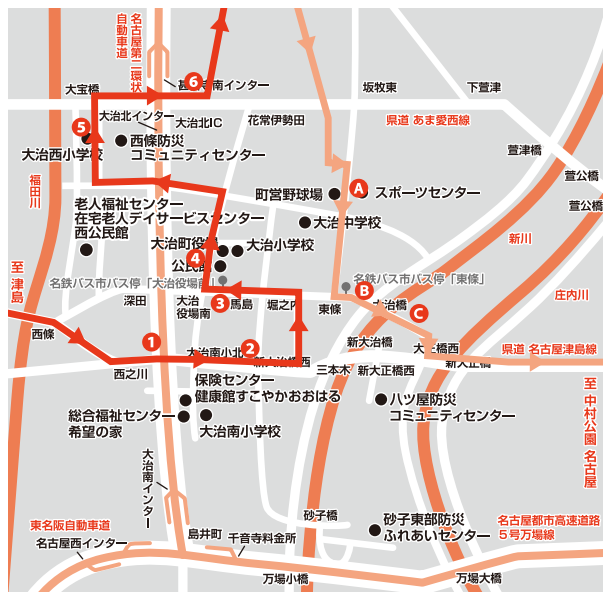 名古屋第二環状
自動車道
6
甚目寺南インター
大宝橋
坂牧東
下萱津
大治北インター
大治北IC
花常伊勢田
県道 あま愛西線
5
西條防災
コミュニティセンター
大治西小学校
萱津橋
萱公橋
萱公橋
福田川
町営野球場
A
スポーツセンター
老人福祉センター
在宅老人デイサービスセンター
西公民館
大治中学校
新川
大治町役場
大治小学校
4
公民館
至 津島
名鉄バス市バス停「大治役場前」
名鉄バス市バス停「東條」
庄内川
B
深田
大治
役場南
3
馬島
堀之内
東條
大治橋
C
西條
1
大治南小北
2
新大治橋西
新大治橋
大正橋西
県道 名古屋津島線
新大正橋
西之川
三本木
新大正橋西
保険センター
健康館すこやかおおはる
至 中村公園 名古屋
総合福祉センター
希望の家
大治南小学校
八ツ屋防災
コミュニティセンター
大治南インター
砂子橋
東名阪自動車道
砂子東部防災
ふれあいセンター
名古屋都市高速道路
5号万場線
名古屋西インター
島井町
千音寺料金所
万場小橋
万場大橋